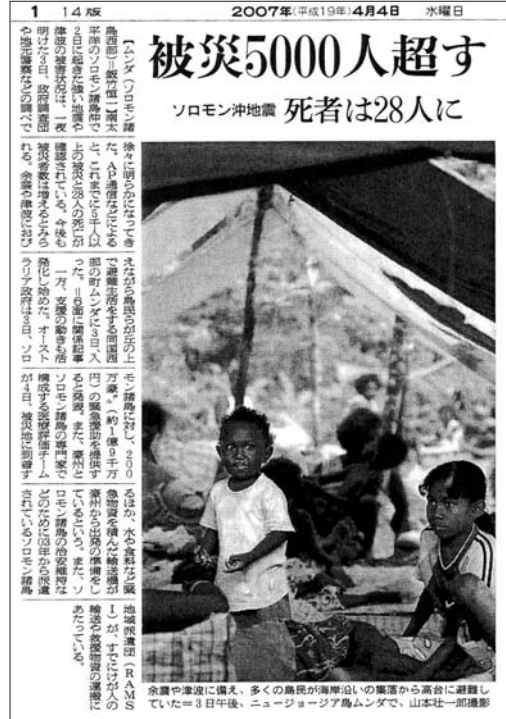 1 14版 2007年(平成19年)4月4日 水曜日
被災5000人超す
ソロモン沖地震 死者は28人に
【ムンダ(ソロモン諸
島西部)=飯竹恒一】南太
平洋のソロモン諸島沖で
2日に起きた強い地震や
津波の被害状況は、一夜
明けた3日、政府調査団
や地元警察などの調べで
徐々に明らかになってき
た。AP通信などによる
と、これまでに5千人以
上の被災と28人の死亡が
確認されている。今後も
被災者数は増えるとみら
れる。余震や津波におび
えながら島民らが丘の上
で避難生活をする同国西
部の町ムンダに3日、入
った。=6面に関係記事
一方、支援の動きも活
発化し始めた。オースト
ラリア政府は3日、ソロ
モン諸島に対し、200
万豪㌦(約1億9千万
円)の緊急援助を提供す
ると発表。また、豪州と
ソロモン諸島の専門家で
構成する医療評価チーム
が4日、被災地に到着す
るほか、水や食料など緊
急物資を積んだ輸送機が
豪州から出発の準備をし
ているという。また、ソ
ロモン諸島の治安維持な
どのために03年から派遣
されているソロモン諸島
地域派遣団(RAMS
I)が、すでにけが人の
輸送や救援物資の運搬に
あたっている。
余震や津波に備え、多くの島民が海岸沿いの集落から高台に避難し
ていた=3日午後、ニュージョージア島ムンダで、山本壮一郎撮影